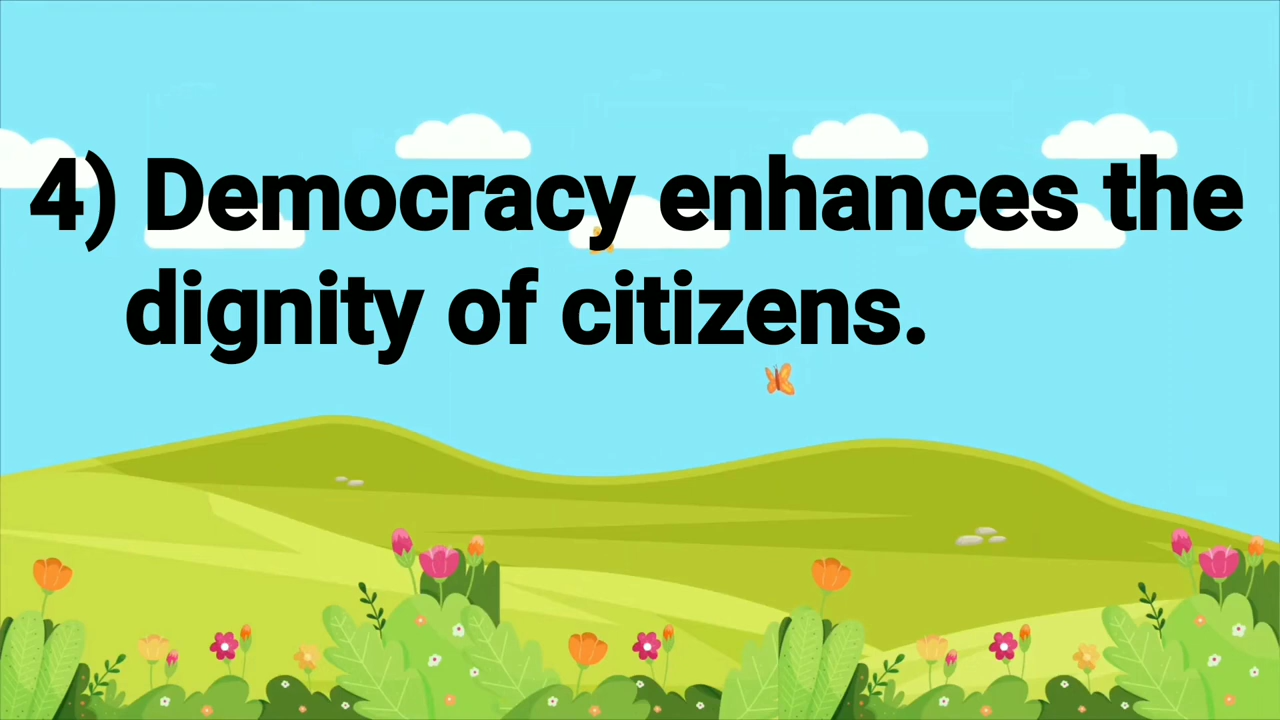 4) Democracy enhances the
dignity of citizens.